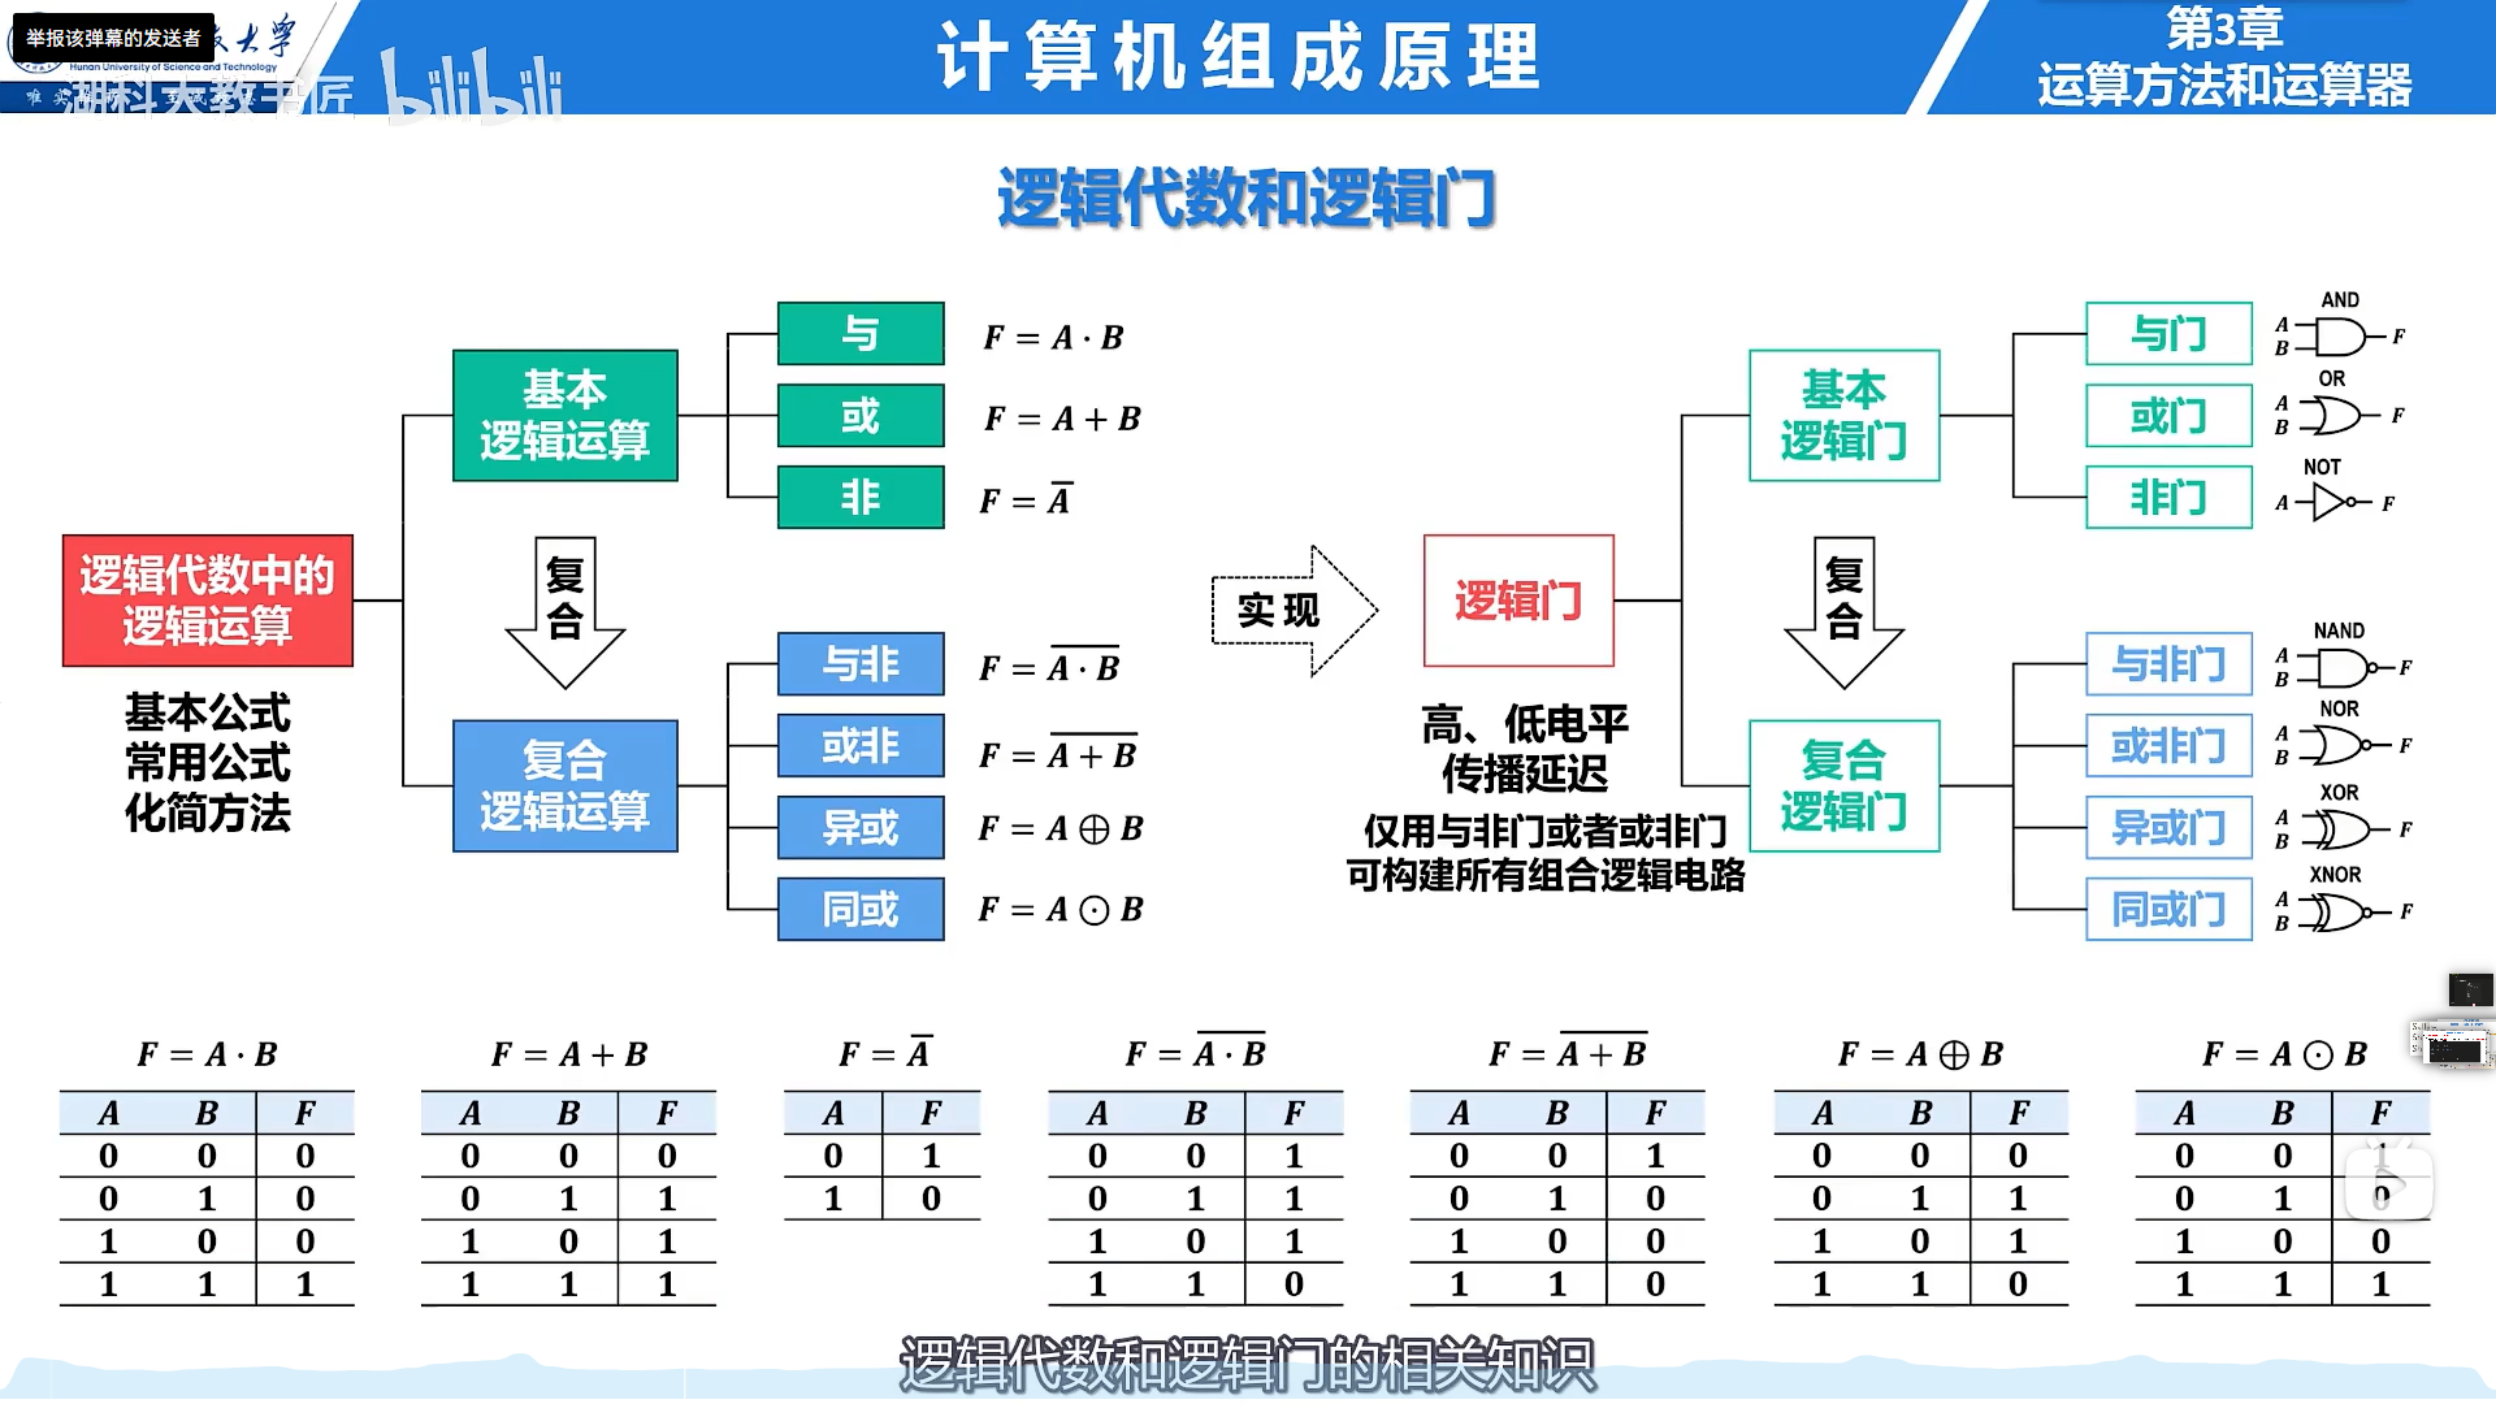 举报该弹幕的发送者
大学
Hunan University of Science and Technology
湖科大教书匠
bilibili
计算机组成原理
第3章
运算方法和运算器
逻辑代数和逻辑门
逻辑代数中的
逻辑运算
基本公式
常用公式
化简方法
基本
逻辑运算
复合
复合
逻辑运算
与 F = A · B
或 F = A + B
非 F = A̅
与非 F = \overline{A · B}
或非 F = \overline{A + B}
异或 F = A ⊕ B
同或 F = A ⊙ B
实现
逻辑门
高、低电平
传播延迟
仅用与非门或者或非门
可构建所有组合逻辑电路
基本
逻辑门
复合
复合
逻辑门
与门 AND A B F
或门 OR A B F
非门 NOT A F
与非门 NAND A B F
或非门 NOR A B F
异或门 XOR A B F
同或门 XNOR A B F
F = A · B
A B F
0 0 0
0 1 0
1 0 0
1 1 1
F = A + B
A B F
0 0 0
0 1 1
1 0 1
1 1 1
F = A̅
A F
0 1
1 0
F = \overline{A · B}
A B F
0 0 1
0 1 1
1 0 1
1 1 0
F = \overline{A + B}
A B F
0 0 1
0 1 0
1 0 0
1 1 0
F = A ⊕ B
A B F
0 0 0
0 1 1
1 0 1
1 1 0
F = A ⊙ B
A B F
0 0 1
0 1 0
1 0 0
1 1 1
逻辑代数和逻辑门的相关知识